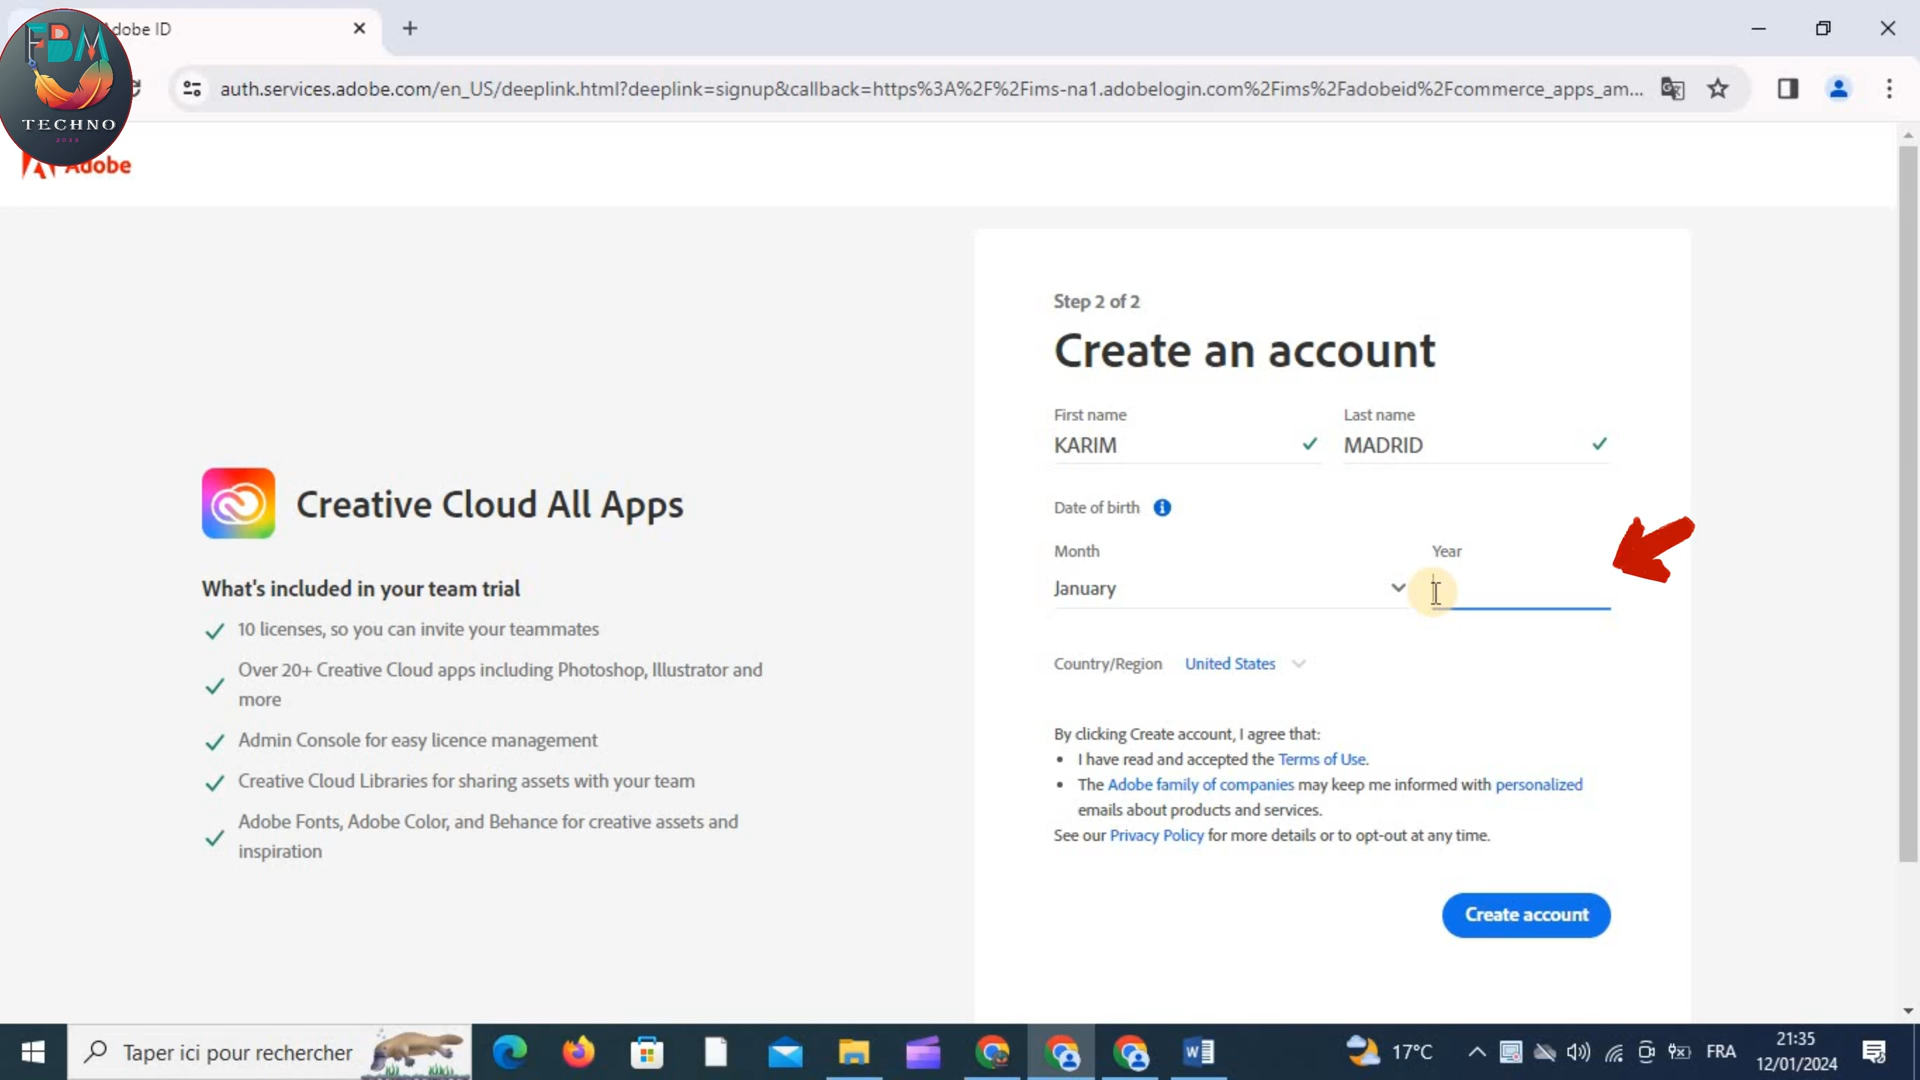 FBM
TECHNO
2023
Adobe ID
auth.services.adobe.com/en_US/deeplink.html?deeplink=signup&callback=https%3A%2F%2Fims-na1.adobelogin.com%2Fims%2Fadobeid%2Fcommerce_apps_am...
Adobe
Step 2 of 2
Create an account
First name
Last name
KARIM
MADRID
Date of birth
Month
Year
January
Country/Region United States
By clicking Create account, I agree that:
• I have read and accepted the Terms of Use.
• The Adobe family of companies may keep me informed with personalized
emails about products and services.
See our Privacy Policy for more details or to opt-out at any time.
Create account
Creative Cloud All Apps
What's included in your team trial
10 licenses, so you can invite your teammates
Over 20+ Creative Cloud apps including Photoshop, Illustrator and
more
Admin Console for easy licence management
Creative Cloud Libraries for sharing assets with your team
Adobe Fonts, Adobe Color, and Behance for creative assets and
inspiration
Taper ici pour rechercher
17°C
FRA
21:35
12/01/2024